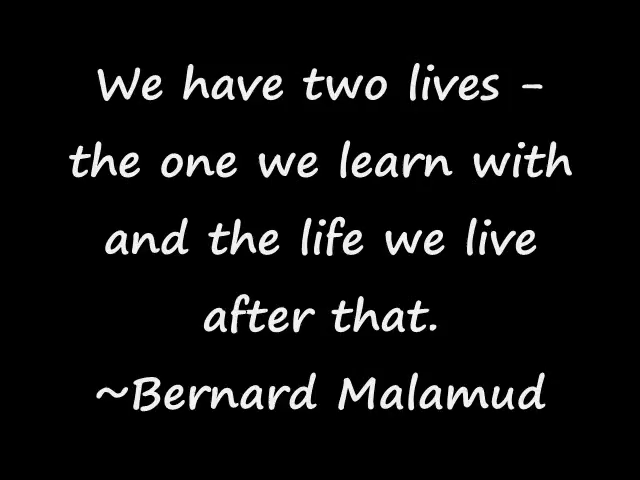 We have two lives -
the one we learn with
and the life we live
after that.
~Bernard Malamud